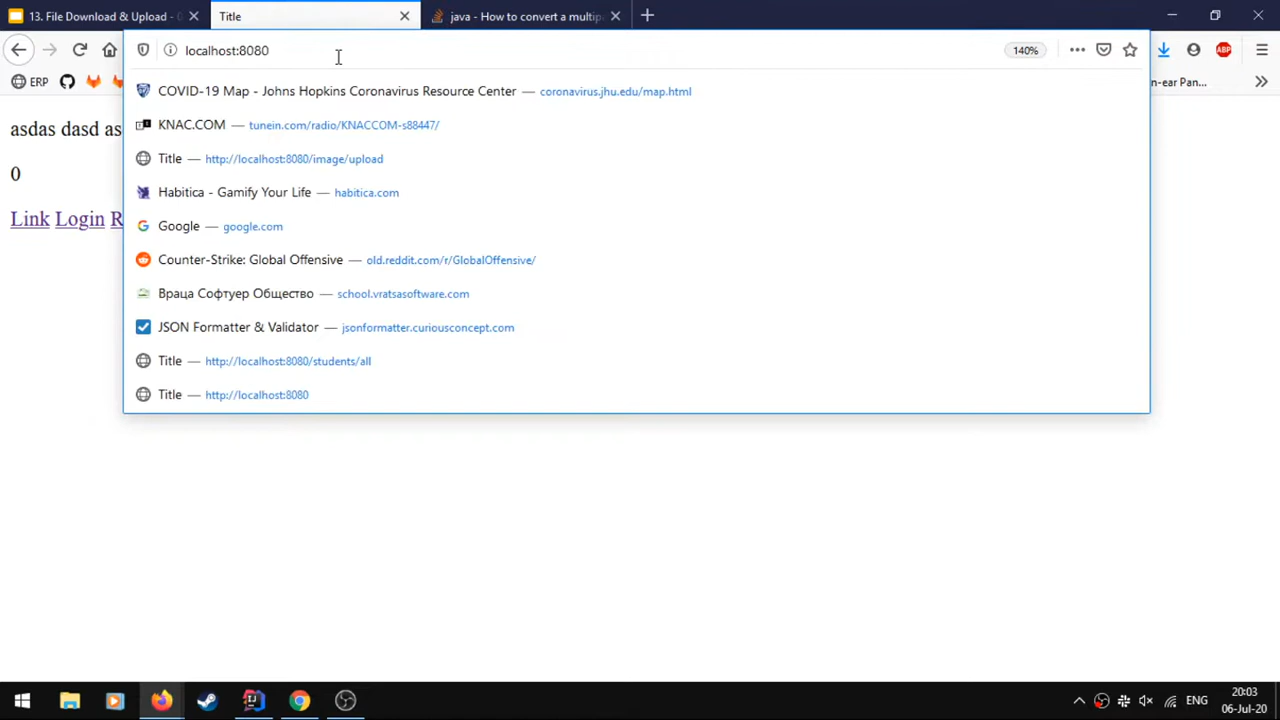 13. File Download & Upload -
Title
java - How to convert a multipa
localhost:8080
140%
ERP
n-ear Pan...
COVID-19 Map - Johns Hopkins Coronavirus Resource Center — coronavirus.jhu.edu/map.html
KNAC.COM — tunein.com/radio/KNACCOM-s88447/
Title — http://localhost:8080/image/upload
Habitica - Gamify Your Life — habitica.com
Google — google.com
Counter-Strike: Global Offensive — old.reddit.com/r/GlobalOffensive/
Враца Софтуер Общество — school.vratsasoftware.com
JSON Formatter & Validator — jsonformatter.curiousconcept.com
Title — http://localhost:8080/students/all
Title — http://localhost:8080
asdas dasd as
0
Link Login R
ABP
ENG
20:03
06-Jul-20